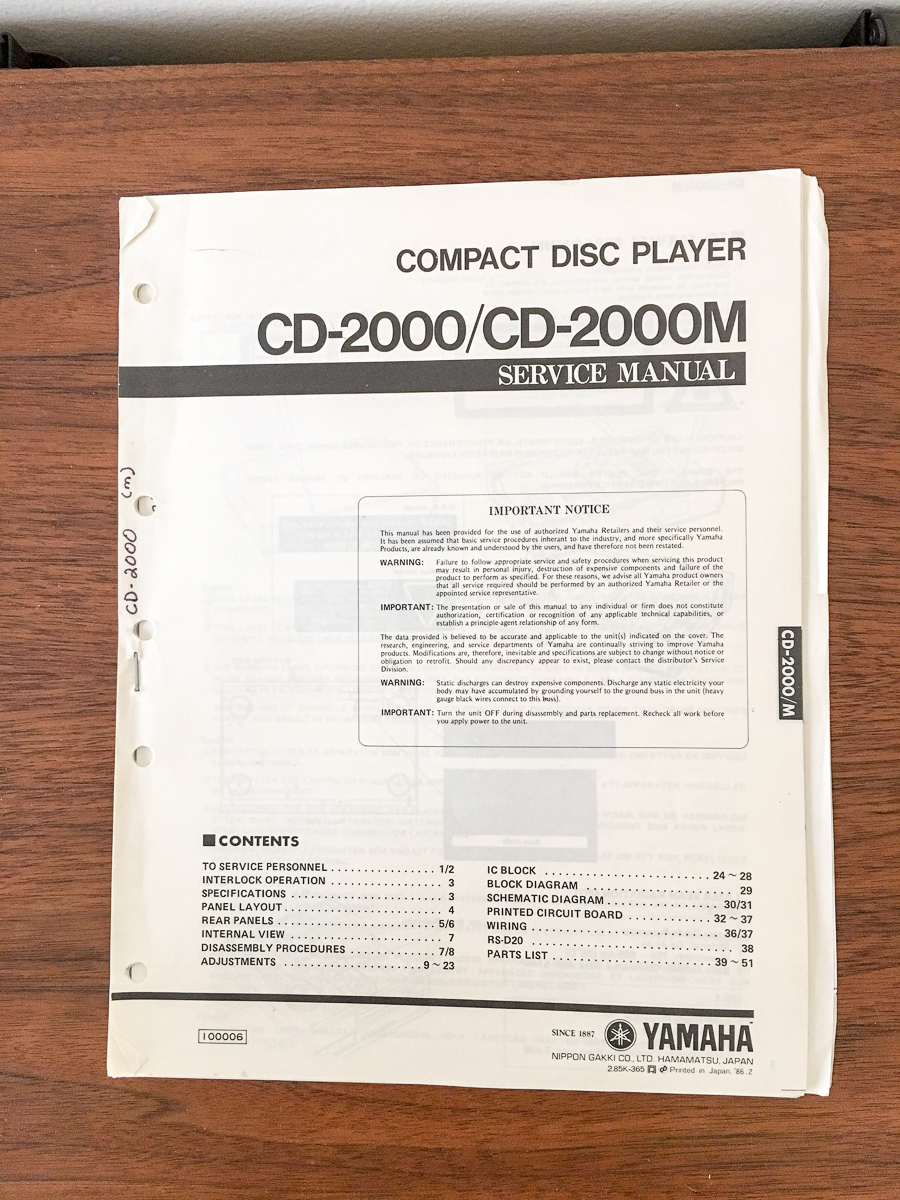 COMPACT DISC PLAYER
CD-2000/CD-2000M
SERVICE MANUAL
CD-2000 (m)
IMPORTANT NOTICE
This manual has been provided for the use of authorized Yamaha Retailers and their service personnel.
It has been assumed that basic service procedures inherant to the industry, and more specifically Yamaha
Products, are already known and understood by the users, and have therefore not been restated.
WARNING: Failure to follow appropriate service and safety procedures when servicing this product
may result in personal injury, destruction of expensive components and failure of the
product to perform as specified. For these reasons, we advise all Yamaha product owners
that all service required should be performed by an authorized Yamaha Retailer or the
appointed service representative.
IMPORTANT: The presentation or sale of this manual to any individual or firm does not constitute
authorization, certification or recognition of any applicable technical capabilities, or
establish a principle-agent relationship of any form.
The data provided is believed to be accurate and applicable to the unit(s) indicated on the cover. The
research, engineering, and service departments of Yamaha are continually striving to improve Yamaha
products. Modifications are, therefore, inevitable and specifications are subject to change without notice or
obligation to retrofit. Should any discrepancy appear to exist, please contact the distributor's Service
Division.
WARNING: Static discharges can destroy expensive components. Discharge any static electricity your
body may have accumulated by grounding yourself to the ground buss in the unit (heavy
gauge black wires connect to this buss).
IMPORTANT: Turn the unit OFF during disassembly and parts replacement. Recheck all work before
you apply power to the unit.
CD-2000/M
■ CONTENTS
TO SERVICE PERSONNEL ................ 1/2
INTERLOCK OPERATION ................ 3
SPECIFICATIONS ...................... 3
PANEL LAYOUT ....................... 4
REAR PANELS ........................ 5/6
INTERNAL VIEW ...................... 7
DISASSEMBLY PROCEDURES ............ 7/8
ADJUSTMENTS ..................... 9 ~ 23
IC BLOCK ......................... 24 ~ 28
BLOCK DIAGRAM ...................... 29
SCHEMATIC DIAGRAM ................. 30/31
PRINTED CIRCUIT BOARD ............ 32 ~ 37
WIRING ............................. 36/37
RS-D20 ............................. 38
PARTS LIST ....................... 39 ~ 51
100006
SINCE 1887 YAMAHA
NIPPON GAKKI CO., LTD. HAMAMATSU, JAPAN
2.85K-365 Printed in Japan. '86.2